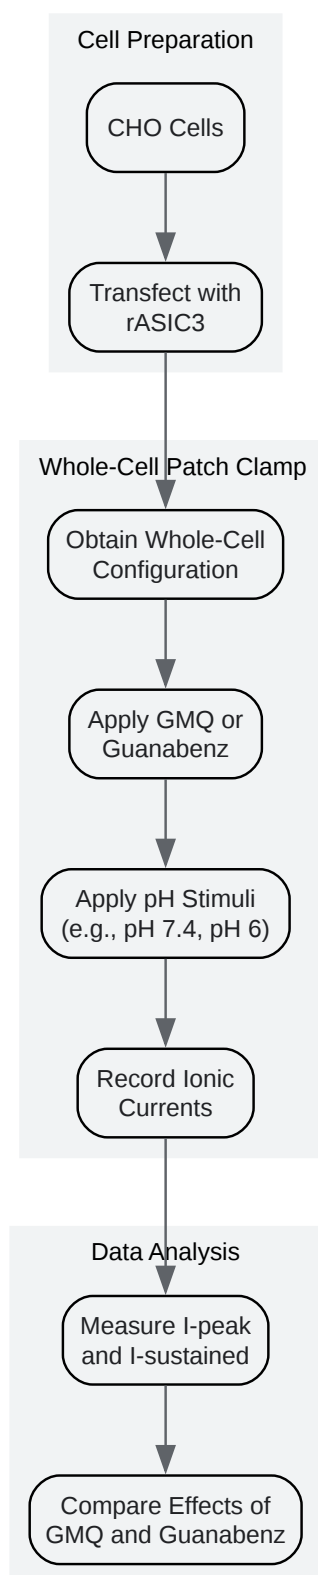 Cell Preparation
CHO Cells
Transfect with
rASIC3
Whole-Cell Patch Clamp
Obtain Whole-Cell
Configuration
Apply GMQ or
Guanabenz
Apply pH Stimuli
(e.g., pH 7.4, pH 6)
Record Ionic
Currents
Data Analysis
Measure I-peak
and I-sustained
Compare Effects of
GMQ and Guanabenz